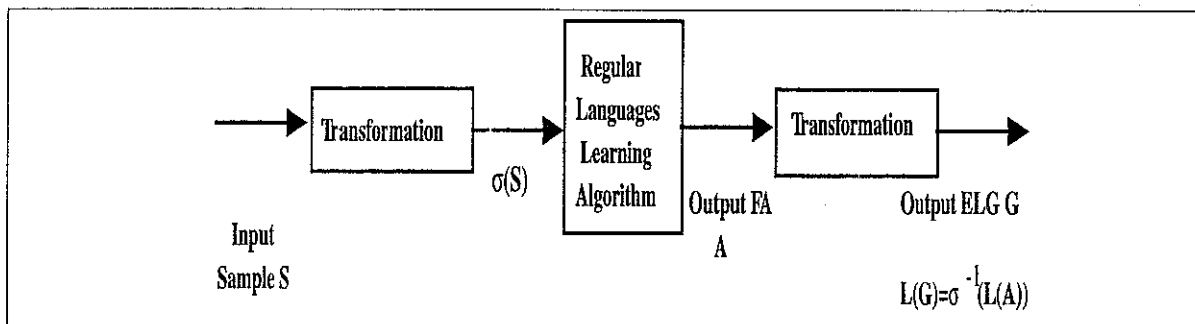 Transformation
Regular
Languages
Learning
Algorithm
Transformation
σ(S)
Input
Sample S
Output FA
A
Output ELG G
L(G)=σ⁻¹(L(A))